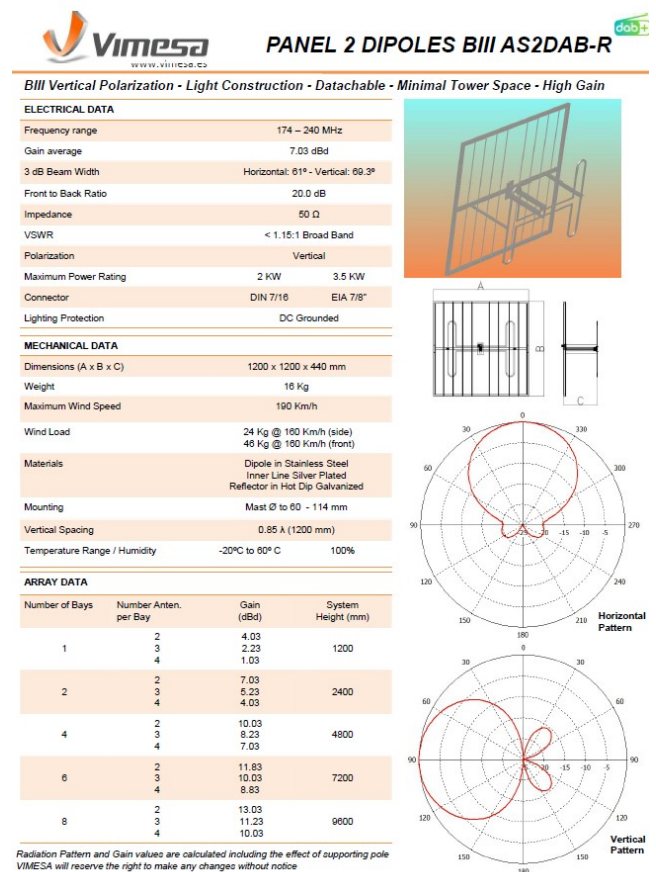 Vimesa
www.vimesa.es
PANEL 2 DIPOLES BIII AS2DAB-R
dab+
BIII Vertical Polarization - Light Construction - Datachable - Minimal Tower Space - High Gain
ELECTRICAL DATA
Frequency range 174 – 240 MHz
Gain average 7.03 dBd
3 dB Beam Width Horizontal: 61º - Vertical: 69.3º
Front to Back Ratio 20.0 dB
Impedance 50 Ω
VSWR < 1.15:1 Broad Band
Polarization Vertical
Maximum Power Rating 2 KW 3.5 KW
Connector DIN 7/16 EIA 7/8"
Lighting Protection DC Grounded
MECHANICAL DATA
Dimensions (A x B x C) 1200 x 1200 x 440 mm
Weight 16 Kg
Maximum Wind Speed 190 Km/h
Wind Load 24 Kg @ 160 Km/h (side)
46 Kg @ 160 Km/h (front)
Materials Dipole in Stainless Steel
Inner Line Silver Plated
Reflector in Hot Dip Galvanized
Mounting Mast Ø to 60 - 114 mm
Vertical Spacing 0.85 λ (1200 mm)
Temperature Range / Humidity -20ºC to 60º C 100%
ARRAY DATA
Number of Bays Number Anten. per Bay Gain (dBd) System Height (mm)
1 2 4.03 1200
3 2.23
4 1.03
2 2 7.03 2400
3 5.23
4 4.03
4 2 10.03 4800
3 8.23
4 7.03
6 2 11.83 7200
3 10.03
4 8.83
8 2 13.03 9600
3 11.23
4 10.03
A
B
C
0
30 330
60 300
90 -25 -20 -15 -10 -5 270
120 240
150 210
180
Horizontal
Pattern
0
30 30
60 60
90 -20 -15 -10 -5 90
120 120
150 150
180
Vertical
Pattern
Radiation Pattern and Gain values are calculated including the effect of supporting pole
VIMESA will reserve the right to make any changes without notice